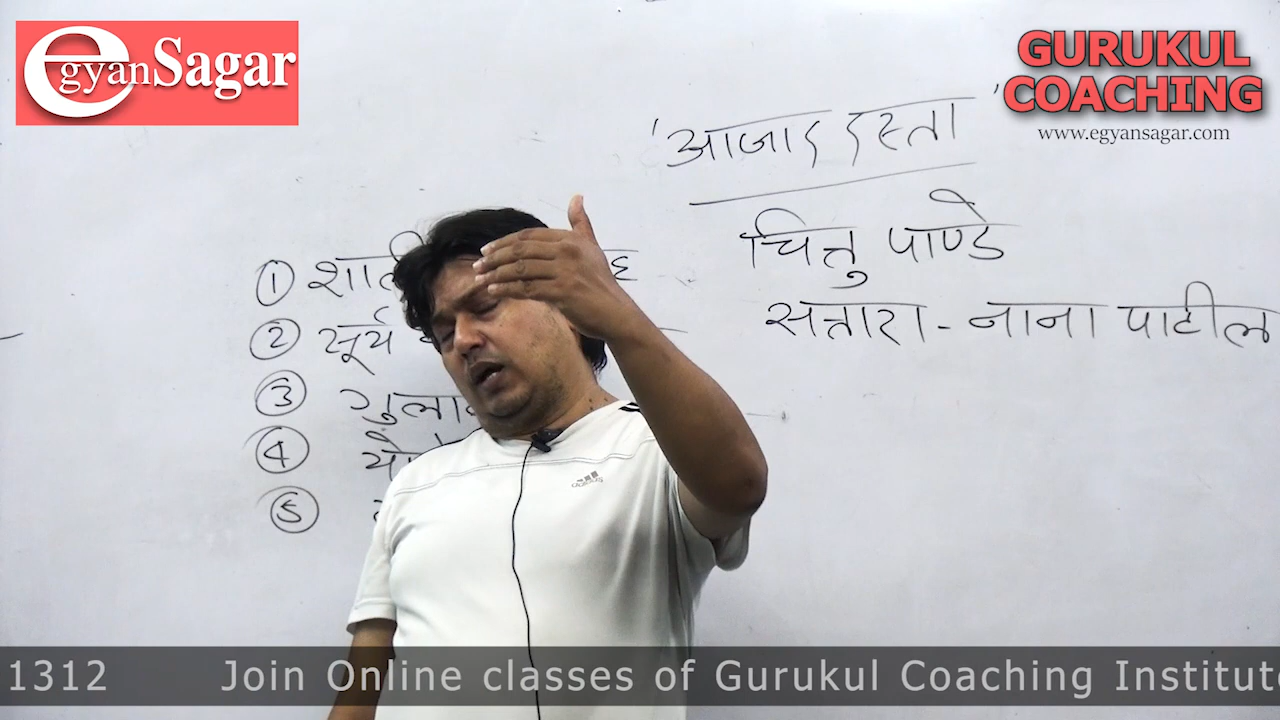 egyanSagar
GURUKUL
COACHING
www.egyansagar.com
'आजाद दस्ता'
चित्तु पाण्डे
सत्तारा - नाना पाटील
①
② सूर्य
③
④
⑤
1312 Join Online classes of Gurukul Coaching Institute